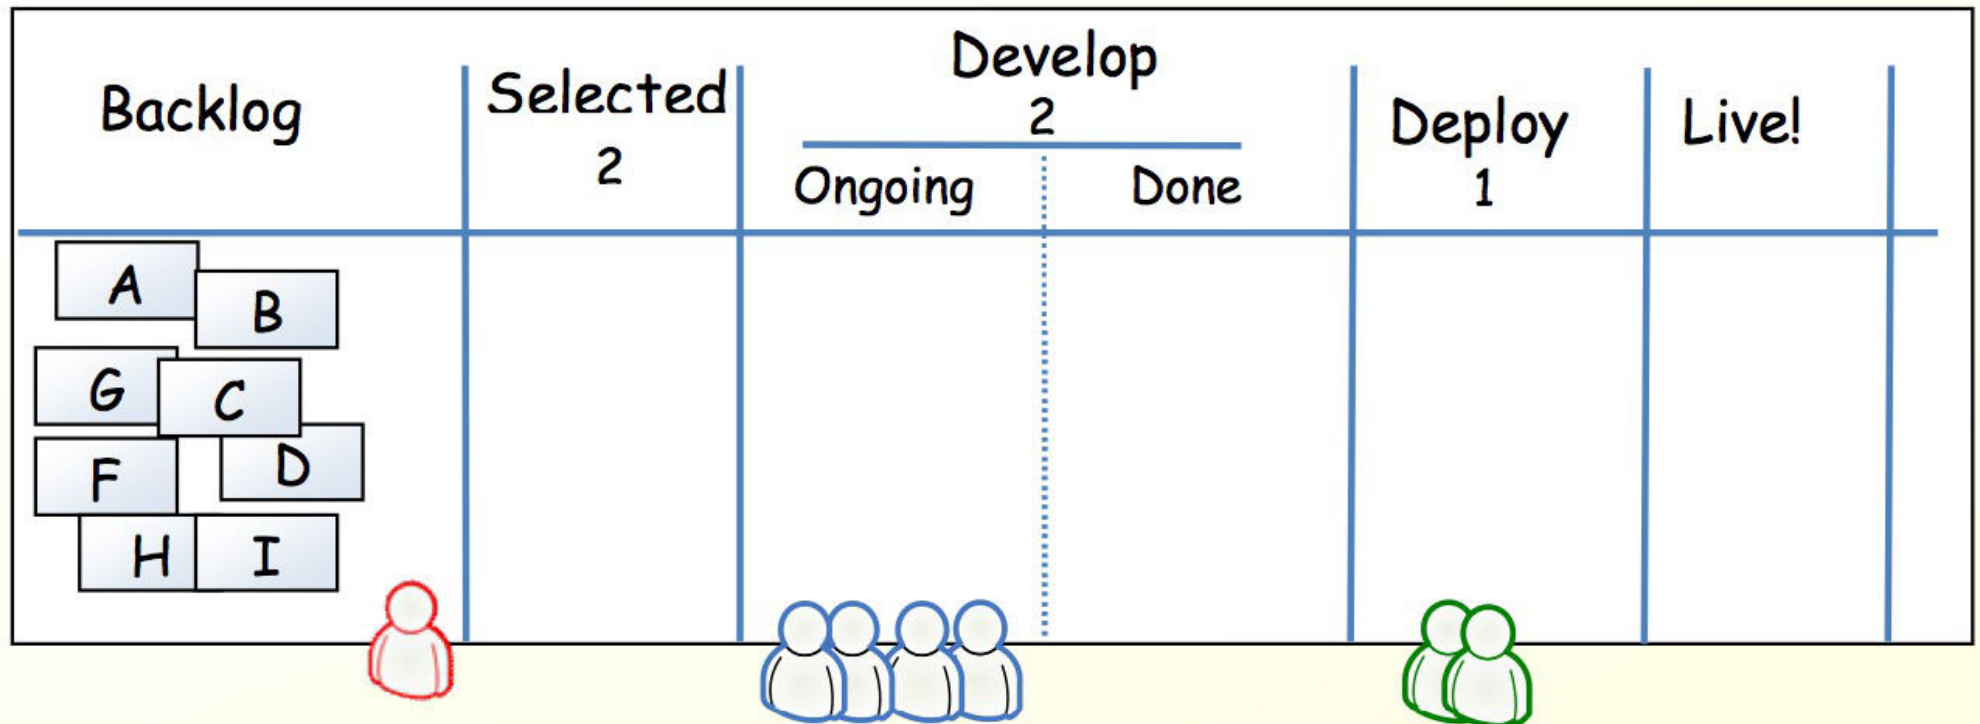 Backlog
Selected
2
Develop
2
Ongoing Done
Deploy
1
Live!
A
B
G
C
F
D
H
I